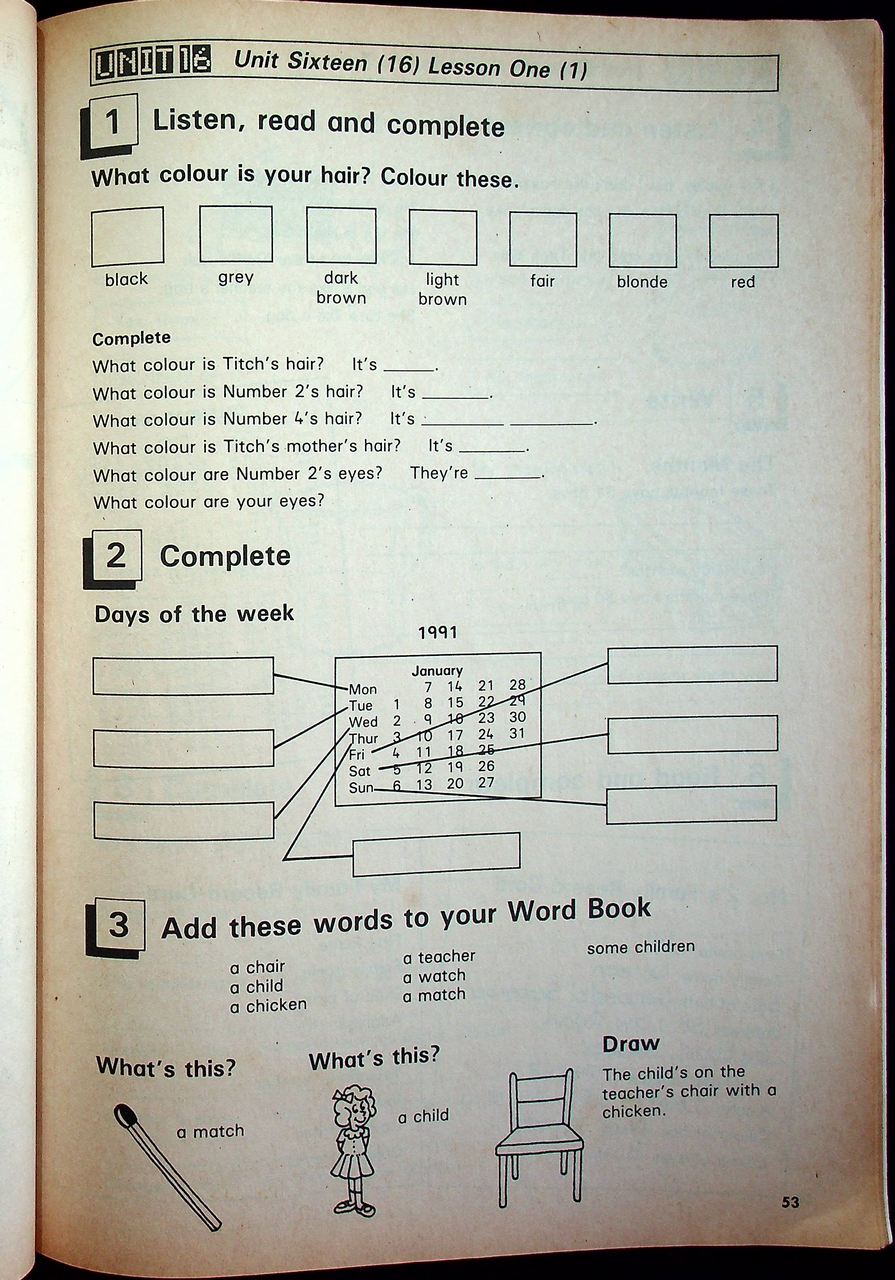 UNIT 16 Unit Sixteen (16) Lesson One (1)
1 Listen, read and complete
What colour is your hair? Colour these.
black grey dark brown light brown fair blonde red
Complete
What colour is Titch's hair? It's _____.
What colour is Number 2's hair? It's _______.
What colour is Number 4's hair? It's ________ ________.
What colour is Titch's mother's hair? It's _______.
What colour are Number 2's eyes? They're _______.
What colour are your eyes?
2 Complete
Days of the week
1991
January
Mon 7 14 21 28
Tue 1 8 15 22 29
Wed 2 9 16 23 30
Thur 3 10 17 24 31
Fri 4 11 18 25
Sat 5 12 19 26
Sun 6 13 20 27
3 Add these words to your Word Book
a chair
a child
a chicken
a teacher
a watch
a match
some children
What's this?
a match
What's this?
a child
Draw
The child's on the
teacher's chair with a
chicken.
53